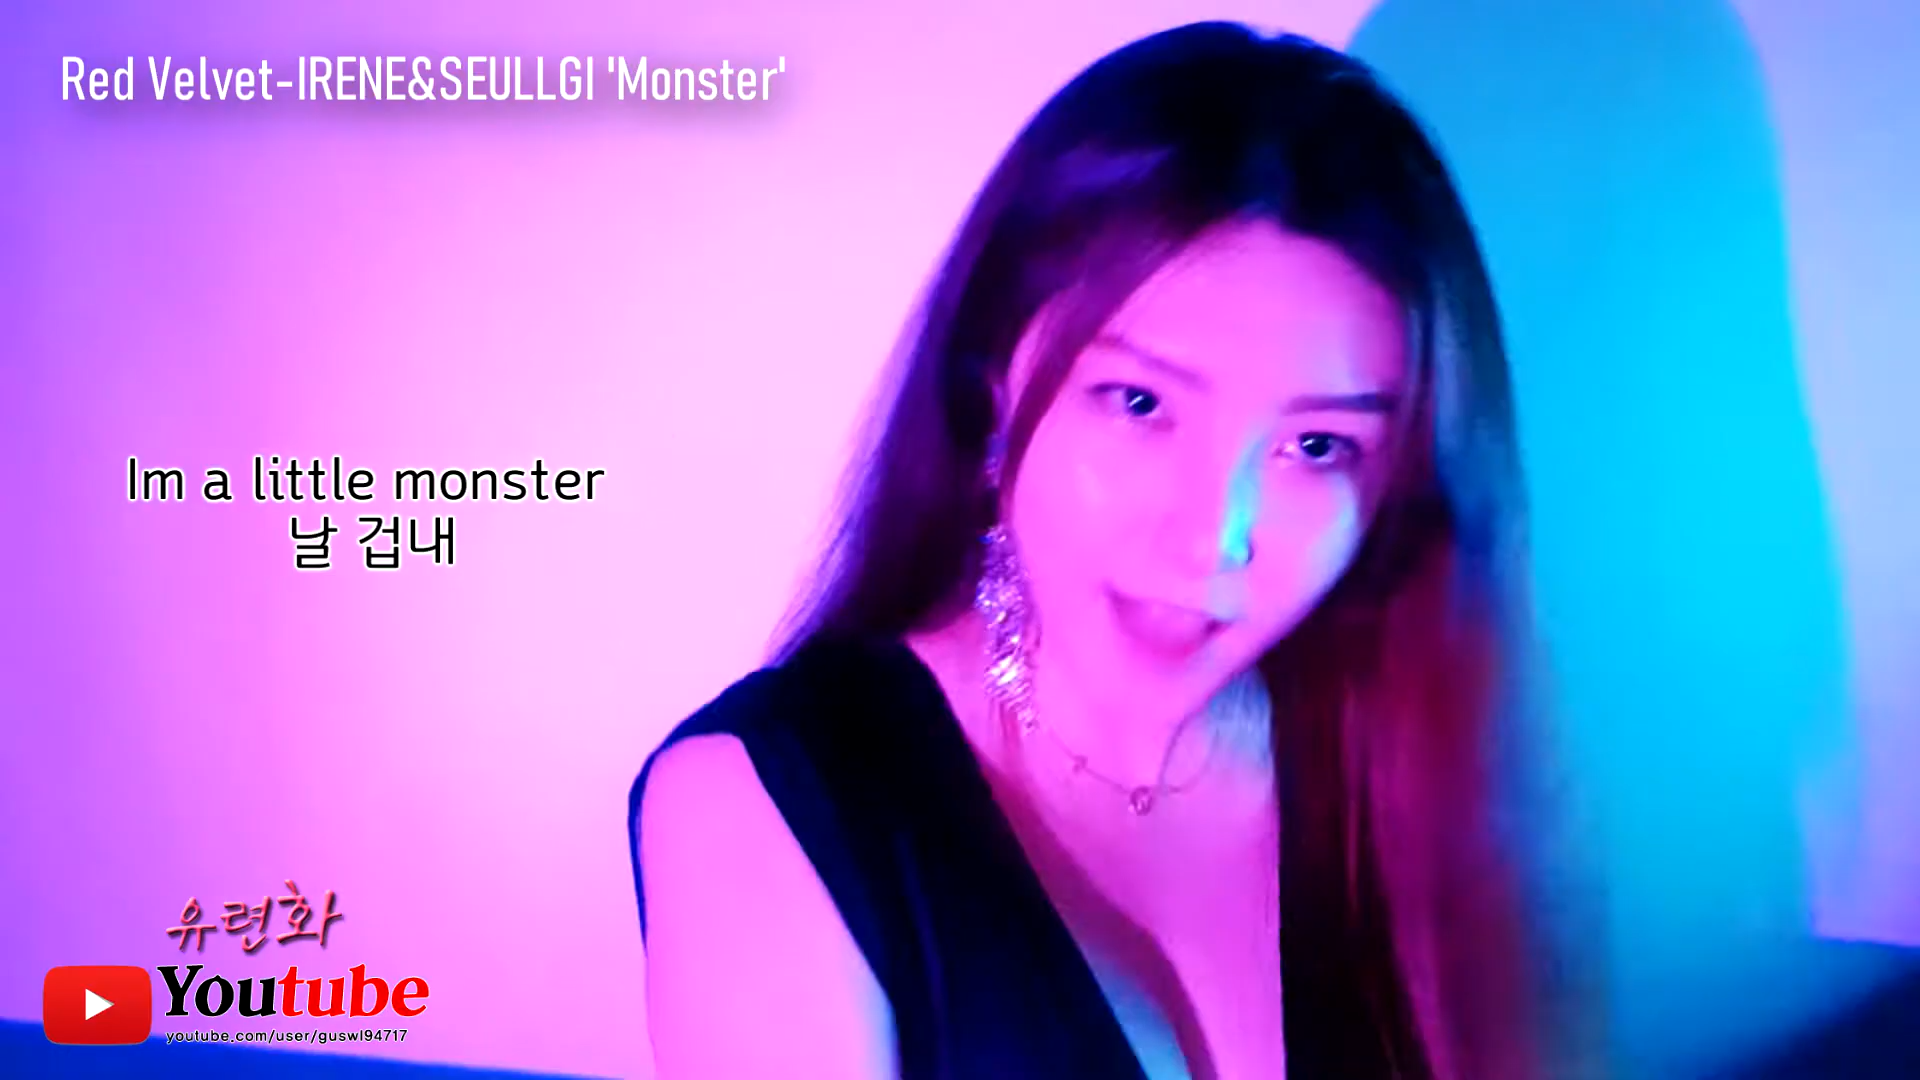 Red Velvet-IRENE&SEULLGI 'Monster'
Im a little monster
날 겁내
유련화
Youtube
youtube.com/user/guswl94717